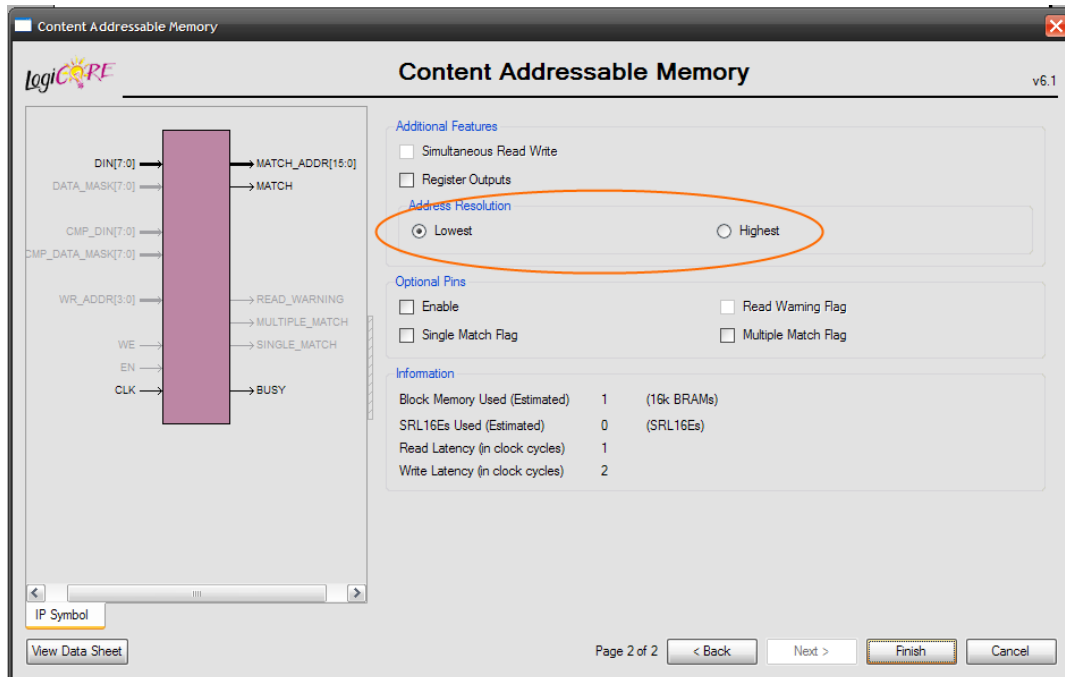 Content Addressable Memory
LogiCORE
Content Addressable Memory
v6.1
DIN[7:0]
DATA_MASK[7:0]
CMP_DIN[7:0]
CMP_DATA_MASK[7:0]
WR_ADDR[3:0]
WE
EN
CLK
MATCH_ADDR[15:0]
MATCH
READ_WARNING
MULTIPLE_MATCH
SINGLE_MATCH
BUSY
IP Symbol
Additional Features
Simultaneous Read Write
Register Outputs
Address Resolution
Lowest Highest
Optional Pins
Enable Read Warning Flag
Single Match Flag Multiple Match Flag
Information
Block Memory Used (Estimated) 1 (16k BRAMs)
SRL16Es Used (Estimated) 0 (SRL16Es)
Read Latency (in clock cycles) 1
Write Latency (in clock cycles) 2
View Data Sheet Page 2 of 2 < Back Next > Finish Cancel